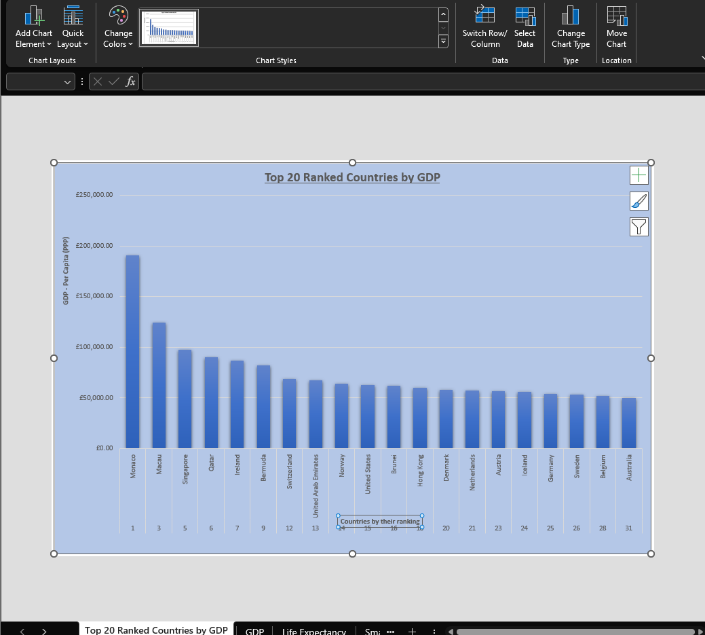 Add Chart Element
Quick Layout
Change Colors
Switch Row/ Column
Select Data
Change Chart Type
Move Chart
Chart Layouts
Chart Styles
Data
Type
Location
fx
Top 20 Ranked Countries by GDP
GDP - Per Capita (PPP)
£250,000.00
£200,000.00
£150,000.00
£100,000.00
£50,000.00
£0.00
Monaco
Macau
Singapore
Qatar
Ireland
Bermuda
Switzerland
United Arab Emirates
Norway
United States
Brunei
Hong Kong
Denmark
Netherlands
Austria
Iceland
Germany
Sweden
Belgium
Australia
Countries by their ranking
1 3 5 6 7 9 12 13 14 15 20 21 23 24 25 26 28 31
Top 20 Ranked Countries by GDP GDP Life Expectancy